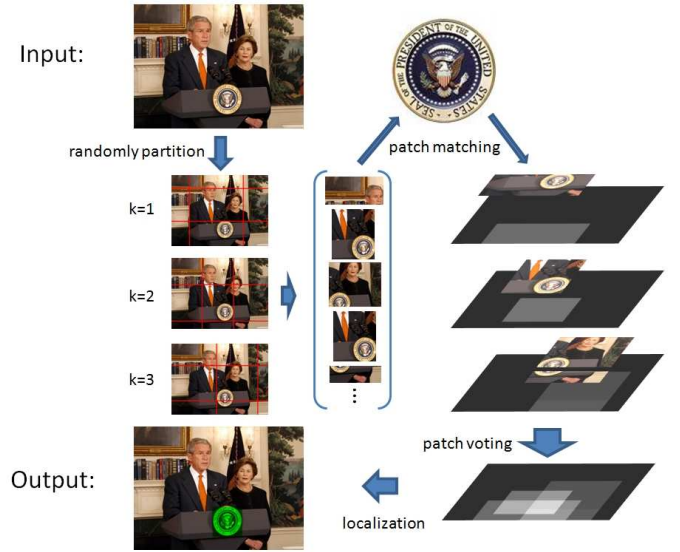 Input:
SEAL OF THE PRESIDENT OF THE UNITED STATES
randomly partition
patch matching
k=1
k=2
k=3
patch voting
Output:
localization